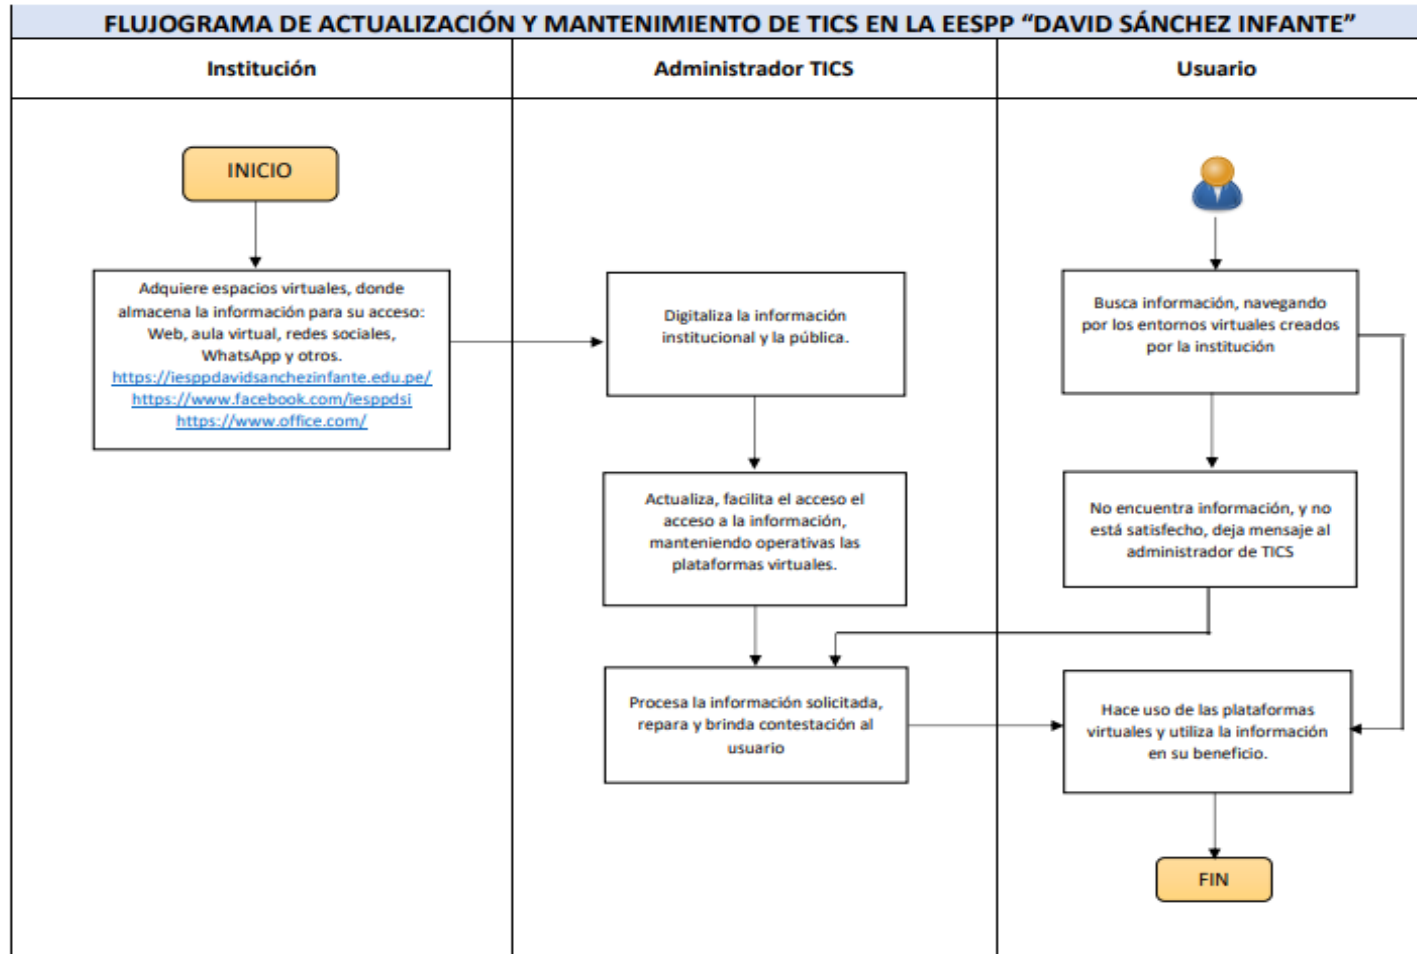 FLUJOGRAMA DE ACTUALIZACIÓN Y MANTENIMIENTO DE TICS EN LA EESPP “DAVID SÁNCHEZ INFANTE”
Institución
Administrador TICS
Usuario
INICIO
Adquiere espacios virtuales, donde
almacena la información para su acceso:
Web, aula virtual, redes sociales,
WhatsApp y otros.
https://iesppdavidsanchezinfante.edu.pe/
https://www.facebook.com/iesppdsi
https://www.office.com/
Digitaliza la información
institucional y la pública.
Actualiza, facilita el acceso el
acceso a la información,
manteniendo operativas las
plataformas virtuales.
Procesa la información solicitada,
repara y brinda contestación al
usuario
Busca información, navegando
por los entornos virtuales creados
por la institución
No encuentra información, y no
está satisfecho, deja mensaje al
administrador de TICS
Hace uso de las plataformas
virtuales y utiliza la información
en su beneficio.
FIN